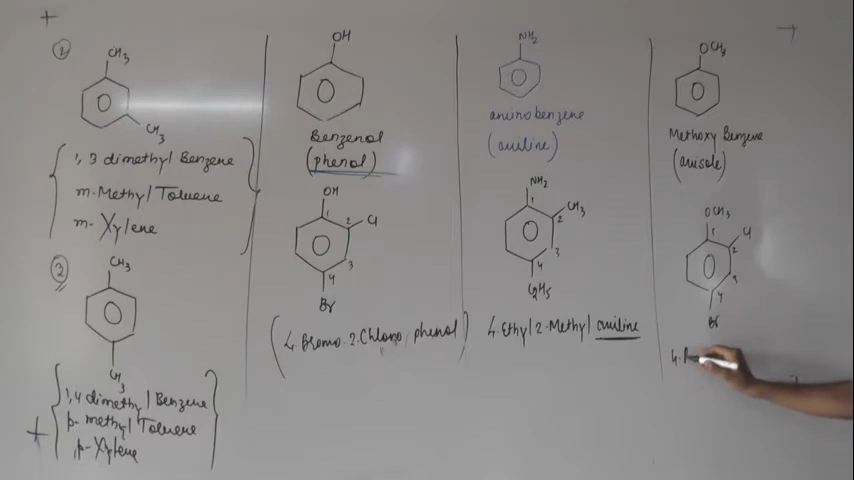 1
CH3
CH3
1, 3 dimethyl Benzene
m-Methyl Toluene
m- Xylene
2
CH3
CH3
1,4 dimethyl Benzene
p- methyl Toluene
p-Xylene
OH
Benzenol
(phenol)
OH
1
2
Cl
3
4
Br
(4.Bromo.2.Chloro phenol)
NH2
aminobenzene
(aniline)
NH2
1
2
CH3
3
4
C2H5
4.Ethyl 2.Methyl aniline
OCH3
Methoxy Benzene
(anisole)
OCH3
1
2
Cl
3
4
Br
4.